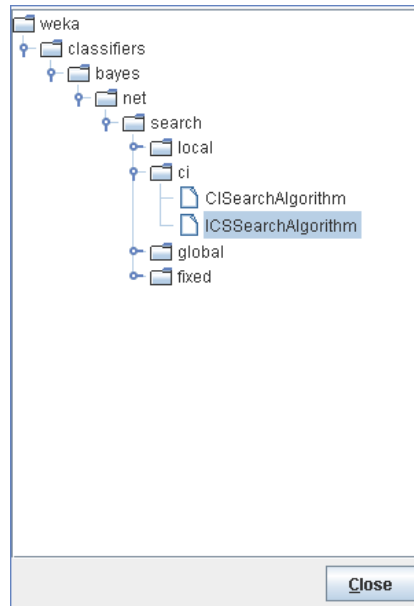 weka
classifiers
bayes
net
search
local
ci
CISearchAlgorithm
ICSSearchAlgorithm
global
fixed
Close